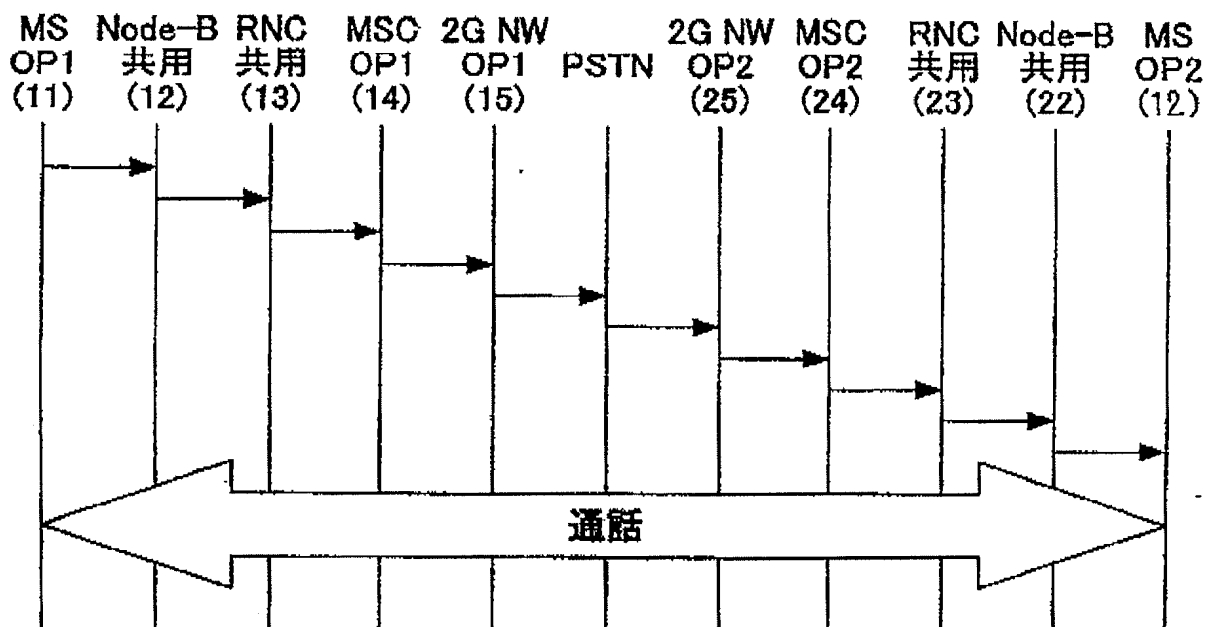 MS Node-B RNC MSC 2G NW 2G NW MSC RNC Node-B MS
OP1 共用 共用 OP1 OP1 PSTN OP2 OP2 共用 共用 OP2
(11) (12) (13) (14) (15) (25) (24) (23) (22) (12)
通話